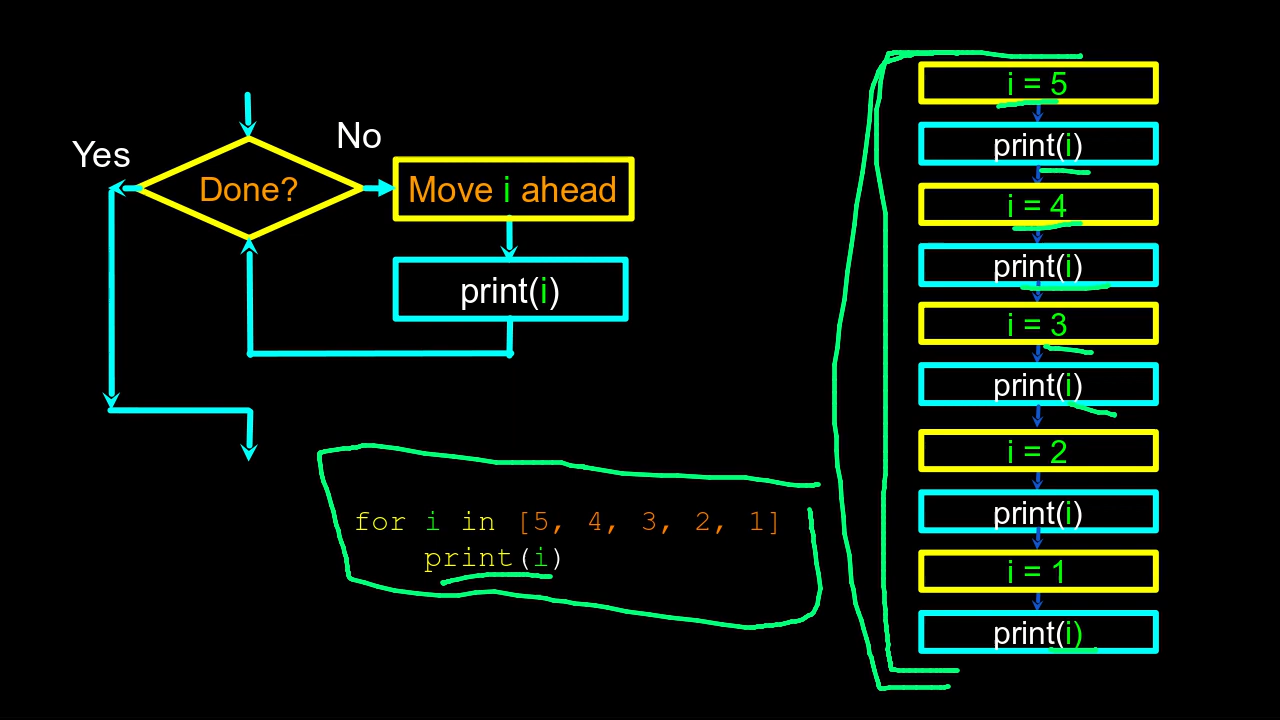 Yes
No
Done?
Move i ahead
print(i)
for i in [5, 4, 3, 2, 1]
print(i)
i = 5
print(i)
i = 4
print(i)
i = 3
print(i)
i = 2
print(i)
i = 1
print(i)